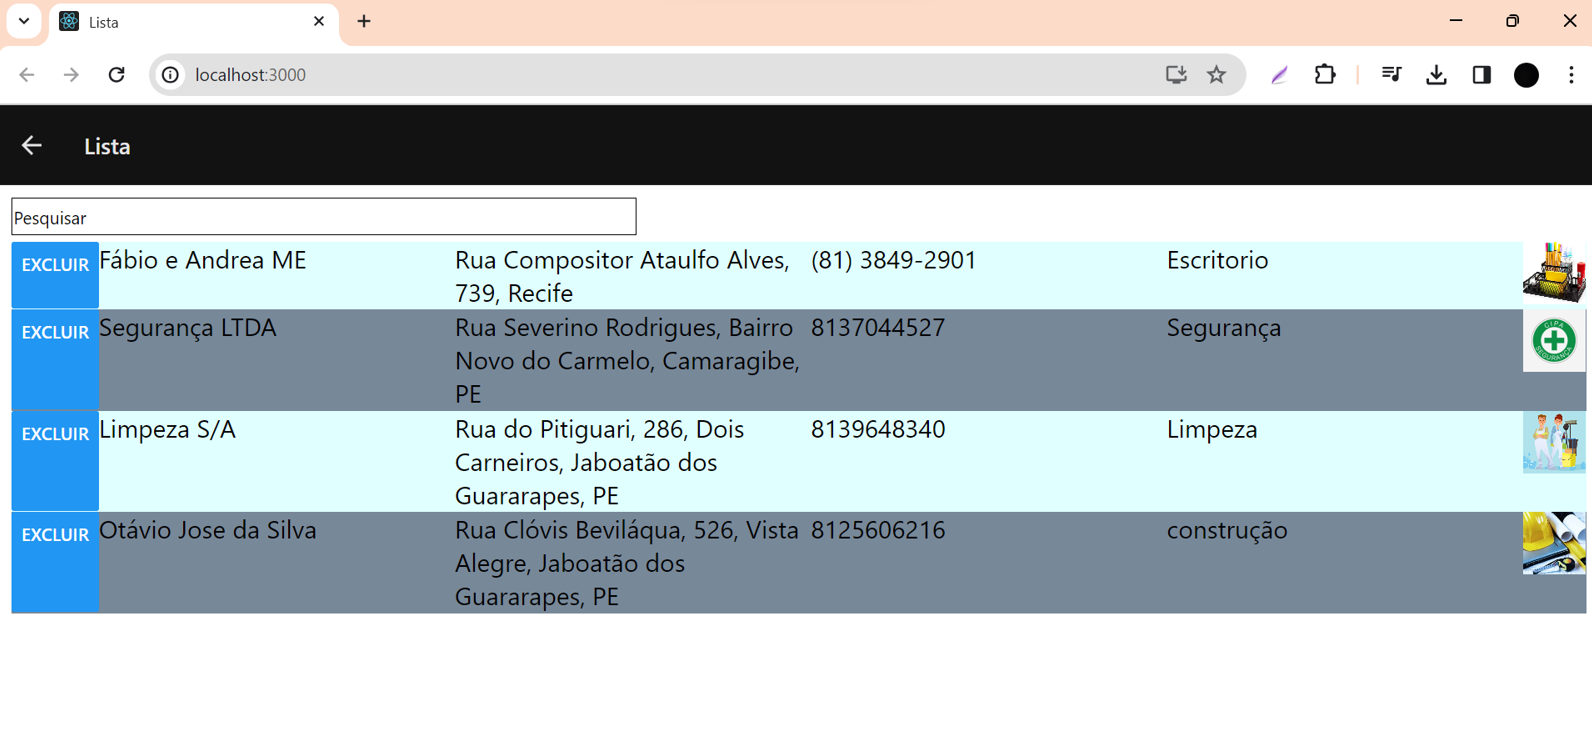 Lista
localhost:3000
Lista
Pesquisar
EXCLUIR Fábio e Andrea ME Rua Compositor Ataulfo Alves, (81) 3849-2901 Escritorio
739, Recife
EXCLUIR Segurança LTDA Rua Severino Rodrigues, Bairro 8137044527 Segurança
Novo do Carmelo, Camaragibe,
PE
CIPA
SEGURANÇA
EXCLUIR Limpeza S/A Rua do Pitiguari, 286, Dois 8139648340 Limpeza
Carneiros, Jaboatão dos
Guararapes, PE
EXCLUIR Otávio Jose da Silva Rua Clóvis Beviláqua, 526, Vista 8125606216 construção
Alegre, Jaboatão dos
Guararapes, PE